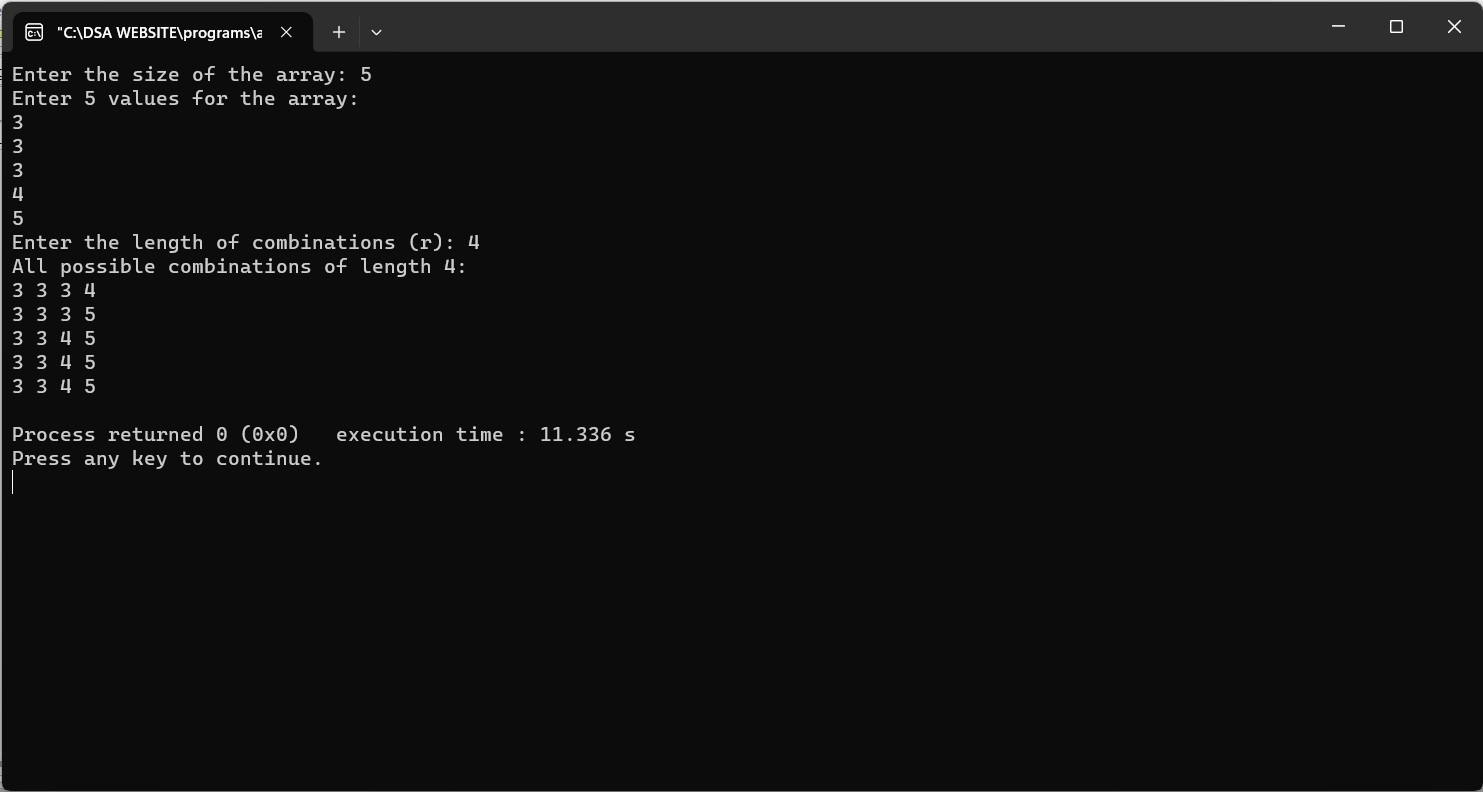 "C:\DSA WEBSITE\programs\a
Enter the size of the array: 5
Enter 5 values for the array:
3
3
3
4
5
Enter the length of combinations (r): 4
All possible combinations of length 4:
3 3 3 4
3 3 3 5
3 3 4 5
3 3 4 5
3 3 4 5
Process returned 0 (0x0)   execution time : 11.336 s
Press any key to continue.